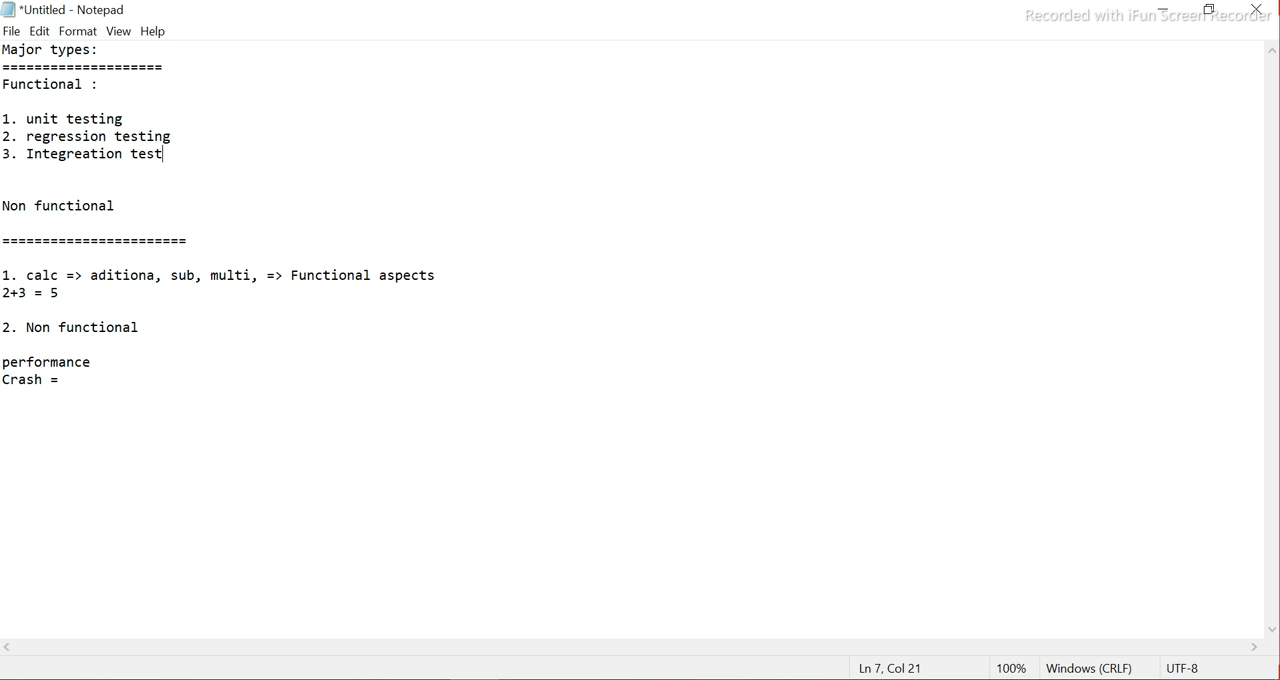 *Untitled - Notepad
Recorded with iFun Screen Recorder
File Edit Format View Help
Major types:
====================
Functional :
1. unit testing
2. regression testing
3. Integreation test
Non functional
=======================
1. calc => aditiona, sub, multi, => Functional aspects
2+3 = 5
2. Non functional
performance
Crash =
Ln 7, Col 21 100% Windows (CRLF) UTF-8